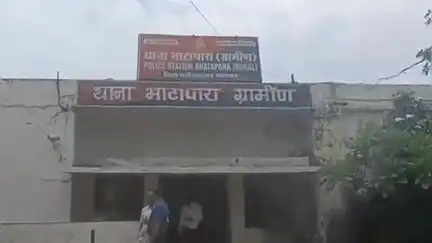 थाना भाटापारा (ग्रामीण)
POLICE STATION BHATAPARA (RURAL)
थाना भाटापारा ग्रामीण